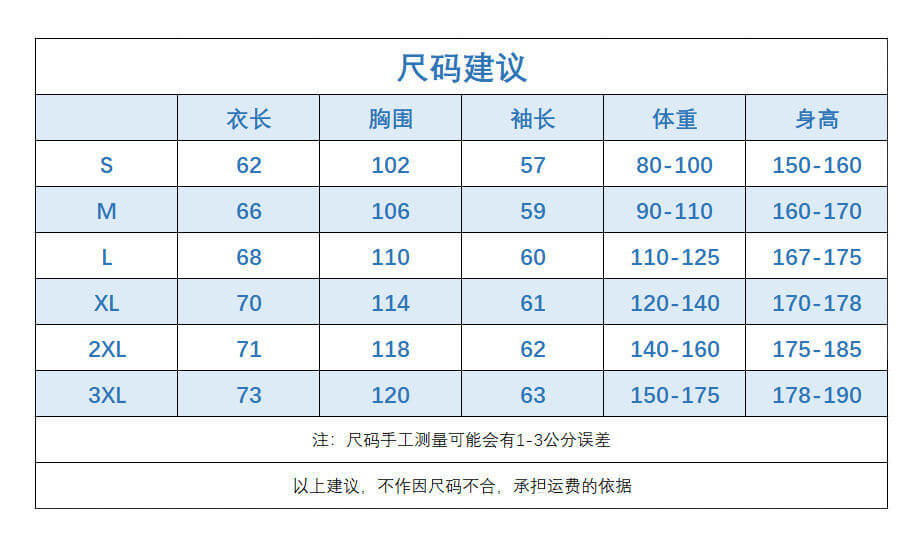 尺码建议
衣长 胸围 袖长 体重 身高
S 62 102 57 80-100 150-160
M 66 106 59 90-110 160-170
L 68 110 60 110-125 167-175
XL 70 114 61 120-140 170-178
2XL 71 118 62 140-160 175-185
3XL 73 120 63 150-175 178-190
注：尺码手工测量可能会有1-3公分误差
以上建议，不作因尺码不合，承担运费的依据